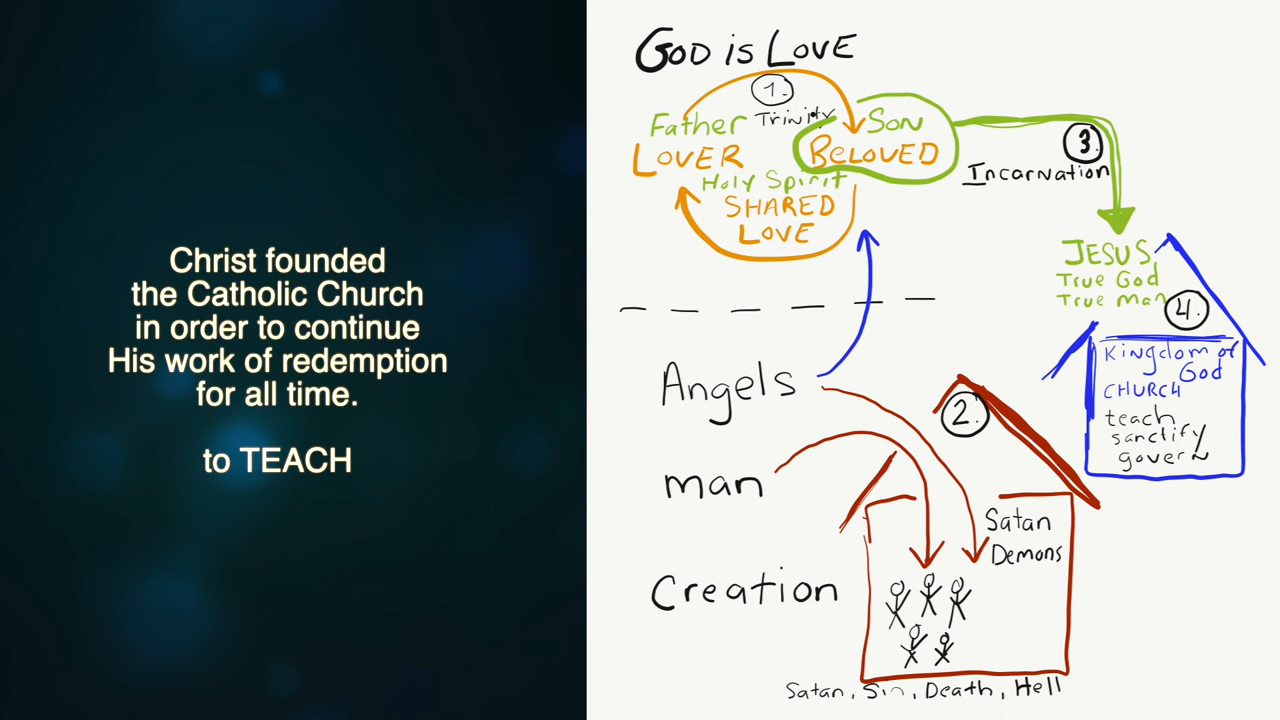 Christ founded
the Catholic Church
in order to continue
His work of redemption
for all time.
to TEACH
GOD is LOVE
1.
Father Trinity SON
LOVER BELOVED
Holy Spirit
SHARED
LOVE
3.
Incarnation
JESUS
True God
True man
4.
Kingdom of
God
CHURCH
teach
sanctify
govern
Angels
2.
man
Satan
Demons
Creation
Satan, Sin, Death, Hell